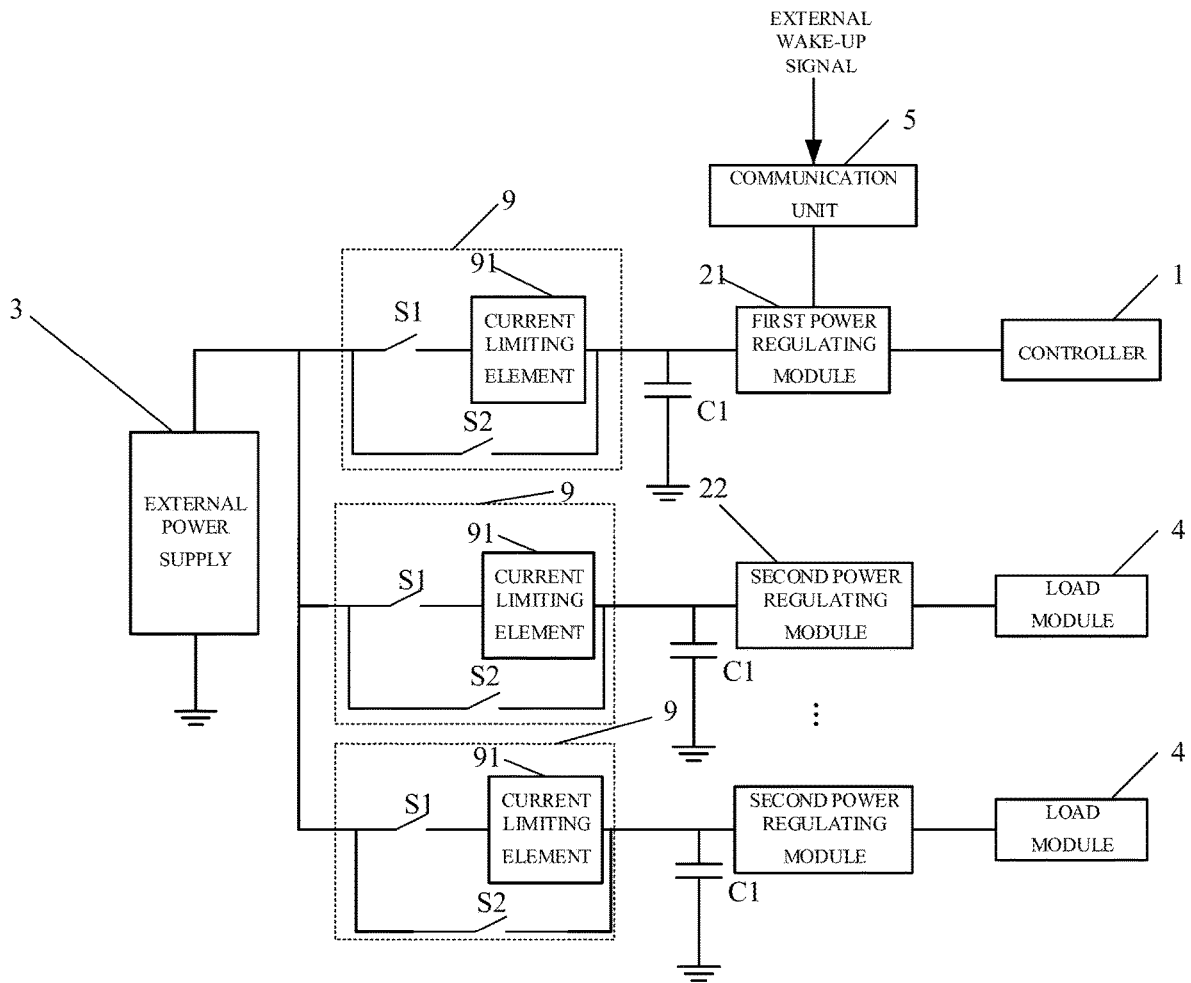 EXTERNAL
WAKE-UP
SIGNAL
5
COMMUNICATION
UNIT
9
91
21
1
3
S1
CURRENT
LIMITING
ELEMENT
FIRST POWER
REGULATING
MODULE
CONTROLLER
C1
S2
EXTERNAL
POWER
SUPPLY
9
22
91
4
S1
CURRENT
LIMITING
ELEMENT
SECOND POWER
REGULATING
MODULE
LOAD
MODULE
C1
S2
...
9
91
4
S1
CURRENT
LIMITING
ELEMENT
SECOND POWER
REGULATING
MODULE
LOAD
MODULE
C1
S2